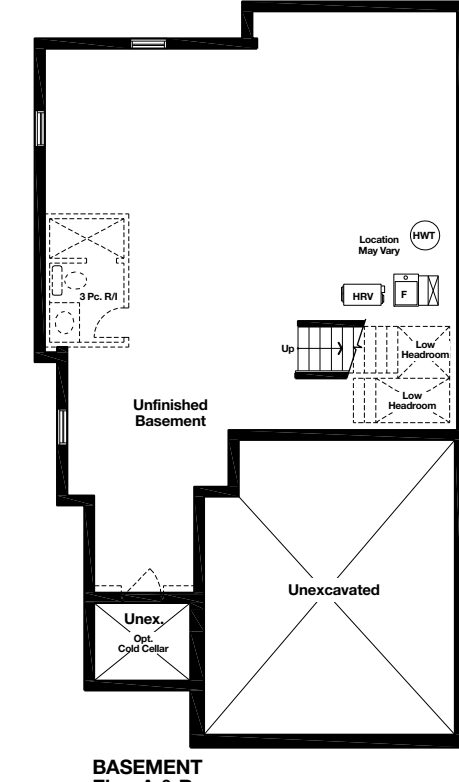 HWT
Location
May Vary
3 Pc. R/I
HRV
F
Up
Low
Headroom
Low
Headroom
Unfinished
Basement
Unexcavated
Unex.
Opt.
Cold Cellar
BASEMENT